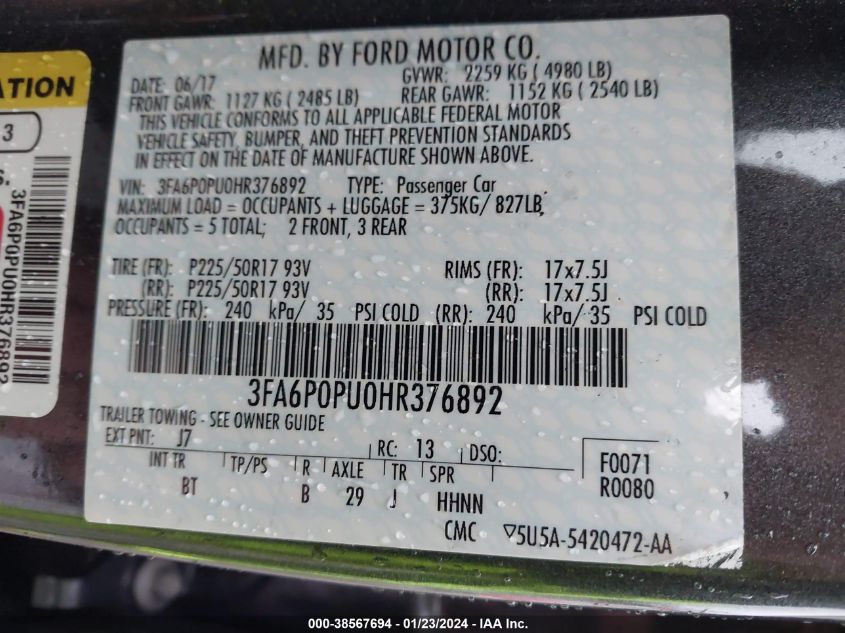 MFD. BY FORD MOTOR CO.
DATE: 06/17 GVWR: 2259 KG ( 4980 LB)
FRONT GAWR: 1127 KG ( 2485 LB) REAR GAWR: 1152 KG ( 2540 LB)
THIS VEHICLE CONFORMS TO ALL APPLICABLE FEDERAL MOTOR
VEHICLE SAFETY, BUMPER, AND THEFT PREVENTION STANDARDS
IN EFFECT ON THE DATE OF MANUFACTURE SHOWN ABOVE.
VIN: 3FA6P0PU0HR376892 TYPE: Passenger Car
MAXIMUM LOAD = OCCUPANTS + LUGGAGE = 375KG/ 827LB,
OCCUPANTS = 5 TOTAL; 2 FRONT, 3 REAR
TIRE (FR): P225/50R17 93V RIMS (FR): 17x7.5J
(RR): P225/50R17 93V (RR): 17x7.5J
PRESSURE (FR): 240 kPa/ 35 PSI COLD (RR): 240 kPa/ 35 PSI COLD
3FA6P0PU0HR376892
TRAILER TOWING - SEE OWNER GUIDE
EXT PNT: J7 RC: 13 DSO:
INT TR TP/PS R AXLE TR SPR
BT B 29 J HHNN
F0071
R0080
CMC ▽5U5A-5420472-AA
ATION
3
3FA6P0PU0HR376892
000-38567694 - 01/23/2024 - IAA Inc.